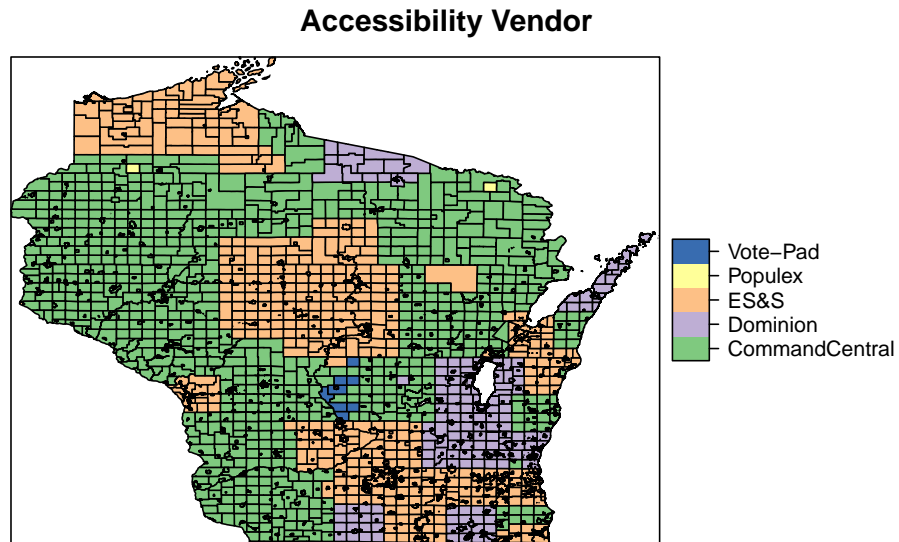 Accessibility Vendor
Vote−Pad
Populex
ES&S
Dominion
CommandCentral